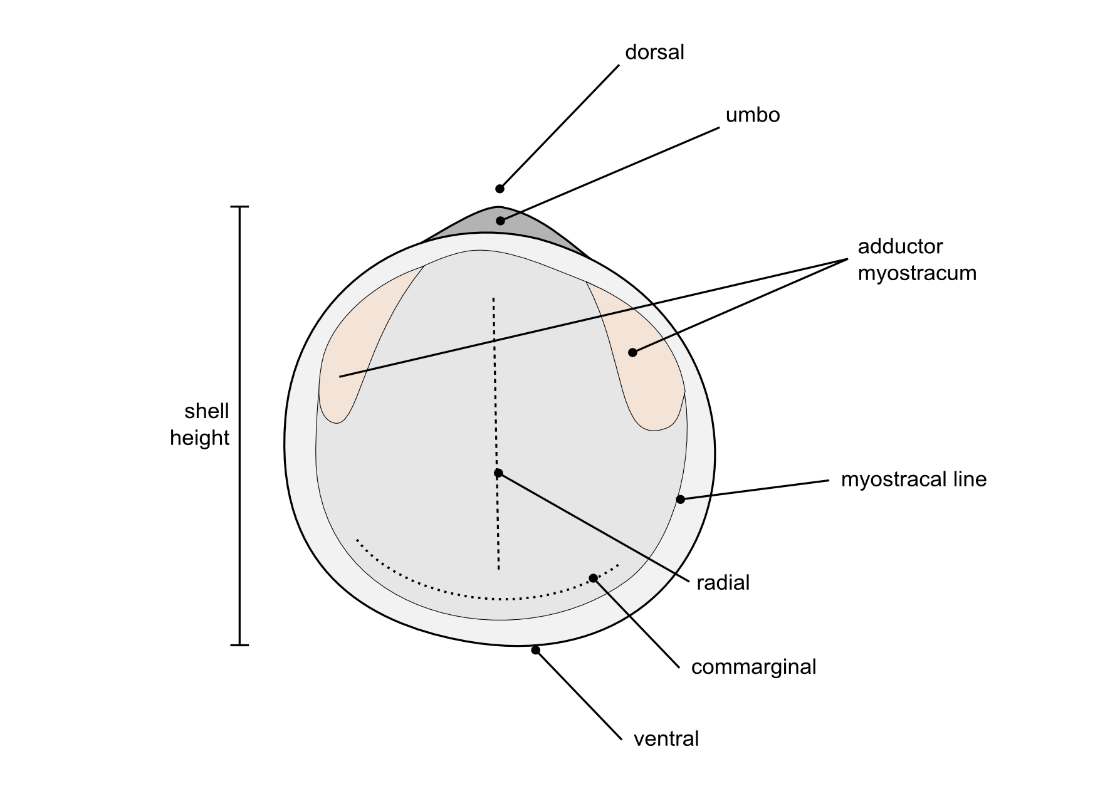 dorsal
umbo
adductor
myostracum
shell
height
myostracal line
radial
commarginal
ventral